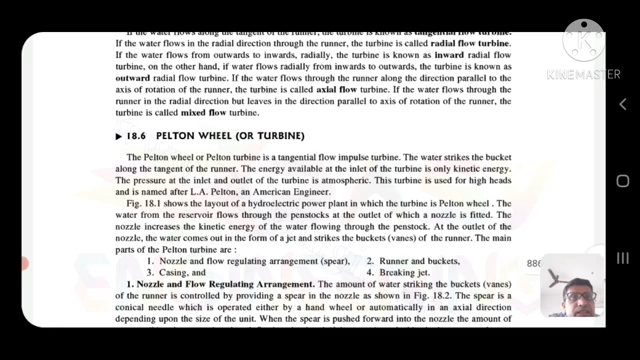 If the water flows along the tangent of the runner, the turbine is known as tangential flow turbine.
If the water flows in the radial direction through the runner, the turbine is called radial flow turbine.
If the water flows from outwards to inwards, radially, the turbine is known as inward radial flow
turbine, on the other hand, if water flows radially from inwards to outwards, the turbine is known as
outward radial flow turbine. If the water flows through the runner along the direction parallel to the
axis of rotation of the runner, the turbine is called axial flow turbine. If the water flows through the
runner in the radial direction but leaves in the direction parallel to axis of rotation of the runner, the
turbine is called mixed flow turbine.
▶ 18.6 PELTON WHEEL (OR TURBINE)
The Pelton wheel or Pelton turbine is a tangential flow impulse turbine. The water strikes the bucket
along the tangent of the runner. The energy available at the inlet of the turbine is only kinetic energy.
The pressure at the inlet and outlet of the turbine is atmospheric. This turbine is used for high heads
and is named after L.A. Pelton, an American Engineer.
Fig. 18.1 shows the layout of a hydroelectric power plant in which the turbine is Pelton wheel. The
water from the reservoir flows through the penstocks at the outlet of which a nozzle is fitted. The
nozzle increases the kinetic energy of the water flowing through the penstock. At the outlet of the
nozzle, the water comes out in the form of a jet and strikes the buckets (vanes) of the runner. The main
parts of the Pelton turbine are :
1. Nozzle and flow regulating arrangement (spear), 2. Runner and buckets,
3. Casing, and 4. Breaking jet.
1. Nozzle and Flow Regulating Arrangement. The amount of water striking the buckets (vanes)
of the runner is controlled by providing a spear in the nozzle as shown in Fig. 18.2. The spear is a
conical needle which is operated either by a hand wheel or automatically in an axial direction
depending upon the size of the unit. When the spear is pushed forward into the nozzle the amount of
886
Made with
KINEMASTER